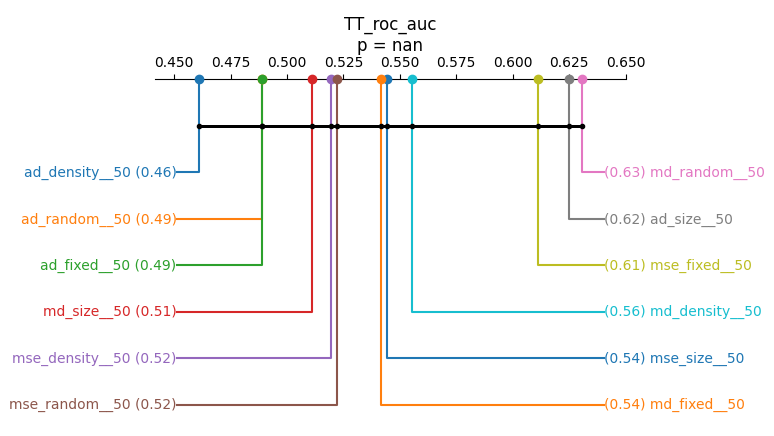 TT_roc_auc
p = nan
0.450 0.475 0.500 0.525 0.550 0.575 0.600 0.625 0.650
ad_density__50 (0.46)
(0.63) md_random__50
ad_random__50 (0.49)
(0.62) ad_size__50
ad_fixed__50 (0.49)
(0.61) mse_fixed__50
md_size__50 (0.51)
(0.56) md_density__50
mse_density__50 (0.52)
(0.54) mse_size__50
mse_random__50 (0.52)
(0.54) md_fixed__50